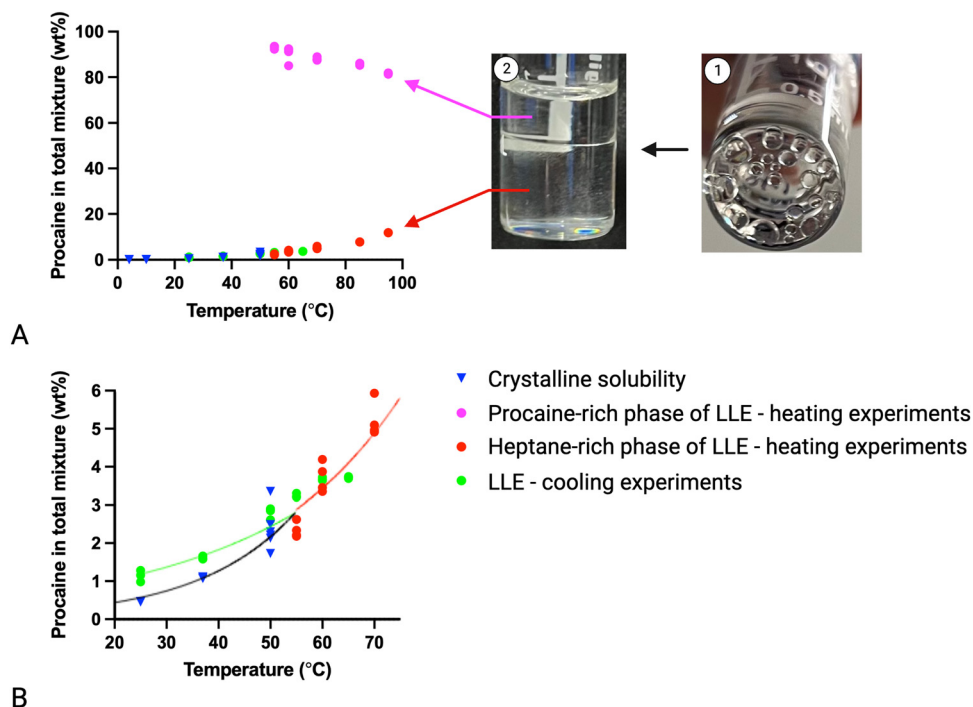 Procaine in total mixture (wt%)
100
80
60
40
20
0
0 20 40 60 80 100
Temperature (°C)
2
1
0.5
A
Procaine in total mixture (wt%)
6
5
4
3
2
1
0
20 30 40 50 60 70
Temperature (°C)
Crystalline solubility
Procaine-rich phase of LLE - heating experiments
Heptane-rich phase of LLE - heating experiments
LLE - cooling experiments
B